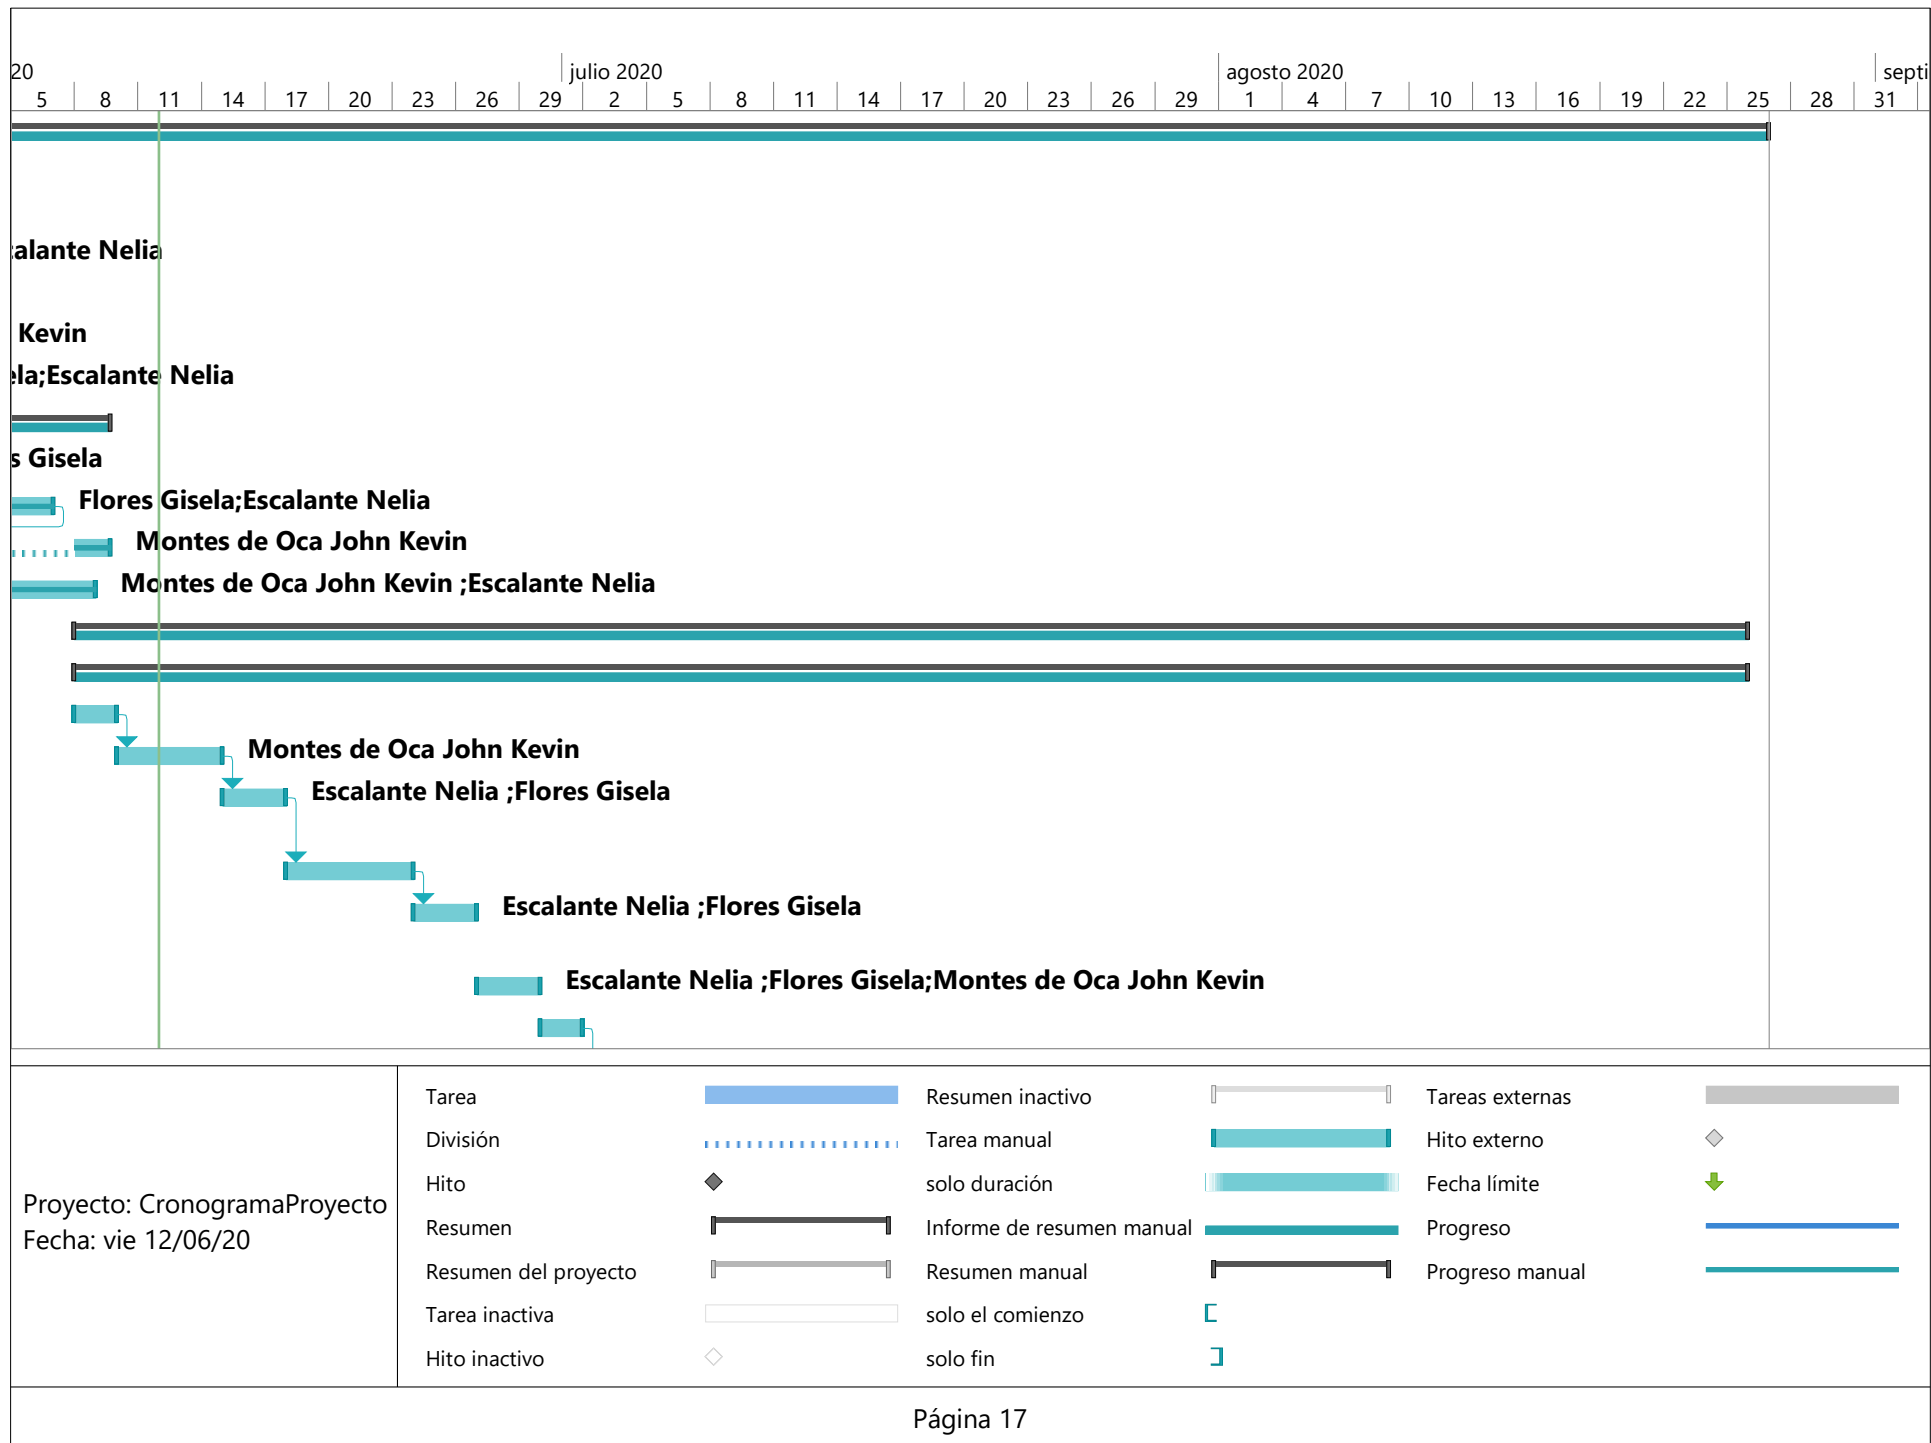 20 julio 2020 agosto 2020 septi
5 8 11 14 17 20 23 26 29 2 5 8 11 14 17 20 23 26 29 1 4 7 10 13 16 19 22 25 28 31
calante Nelia
Kevin
ela;Escalante Nelia
s Gisela
Flores Gisela;Escalante Nelia
Montes de Oca John Kevin
Montes de Oca John Kevin ;Escalante Nelia
Montes de Oca John Kevin
Escalante Nelia ;Flores Gisela
Escalante Nelia ;Flores Gisela
Escalante Nelia ;Flores Gisela;Montes de Oca John Kevin
Proyecto: CronogramaProyecto
Fecha: vie 12/06/20
Tarea
División
Hito
Resumen
Resumen del proyecto
Tarea inactiva
Hito inactivo
Resumen inactivo
Tarea manual
solo duración
Informe de resumen manual
Resumen manual
solo el comienzo
solo fin
Tareas externas
Hito externo
Fecha límite
Progreso
Progreso manual
Página 17